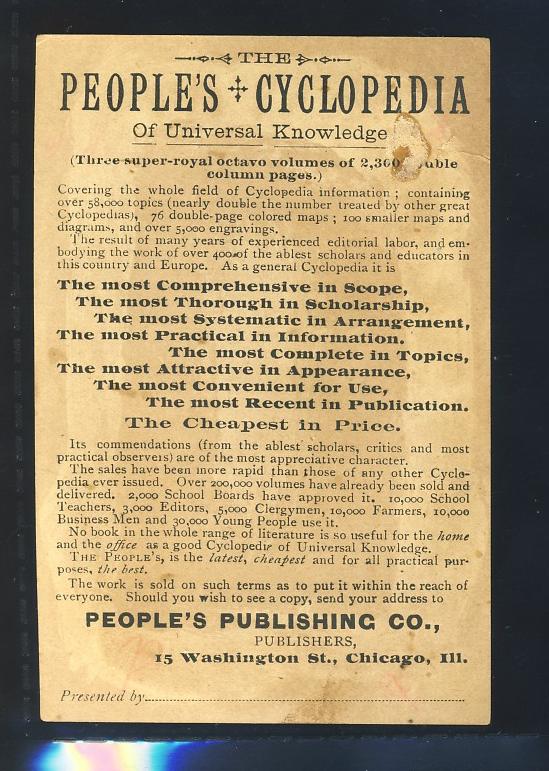 THE
PEOPLE'S CYCLOPEDIA
Of Universal Knowledge
(Three super-royal octavo volumes of 2,300
column pages.)
Covering the whole field of Cyclopedia information ; containing
over 58,000 topics (nearly double the number treated by other great
Cyclopedias), 76 double-page colored maps ; 100 smaller maps and
diagrams, and over 5,000 engravings.
The result of many years of experienced editorial labor, and em-
bodying the work of over 400 of the ablest scholars and educators in
this country and Europe. As a general Cyclopedia it is
The most Comprehensive in Scope,
The most Thorough in Scholarship,
The most Systematic in Arrangement,
The most Practical in Information.
The most Complete in Topics,
The most Attractive in Appearance,
The most Convenient for Use,
The most Recent in Publication.
The Cheapest in Price.
Its commendations (from the ablest scholars, critics and most
practical observers) are of the most appreciative character.
The sales have been more rapid than those of any other Cyclo-
pedia ever issued. Over 200,000 volumes have already been sold and
delivered. 2,000 School Boards have approved it. 10,000 School
Teachers, 3,000 Editors, 5,000 Clergymen, 10,000 Farmers, 10,000
Business Men and 30,000 Young People use it.
No book in the whole range of literature is so useful for the home
and the office as a good Cyclopedia of Universal Knowledge.
THE PEOPLE'S, is the latest, cheapest and for all practical pur-
poses, the best.
The work is sold on such terms as to put it within the reach of
everyone. Should you wish to see a copy, send your address to
PEOPLE'S PUBLISHING CO.,
PUBLISHERS,
15 Washington St., Chicago, Ill.
Presented by